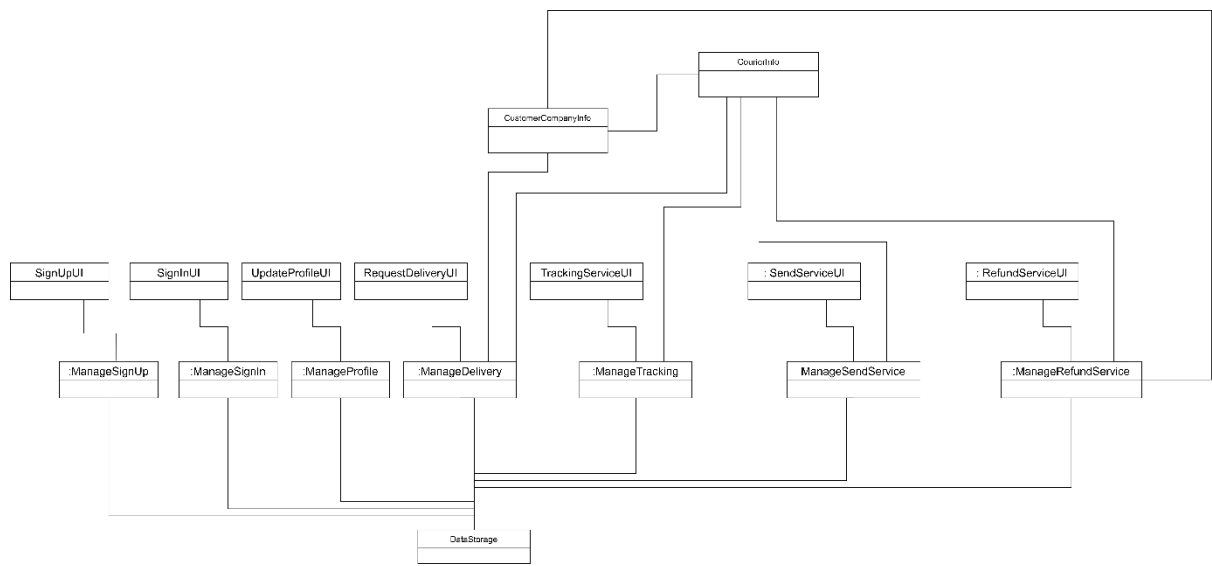 CourierInfo
CustomerCompanyInfo
SignUpUI
SignInUI
UpdateProfileUI
RequestDeliveryUI
TrackingServiceUI
: SendServiceUI
: RefundServiceUI
:ManageSignUp
:ManageSignIn
:ManageProfile
:ManageDelivery
:ManageTracking
ManageSendService
:ManageRefundService
DataStorage